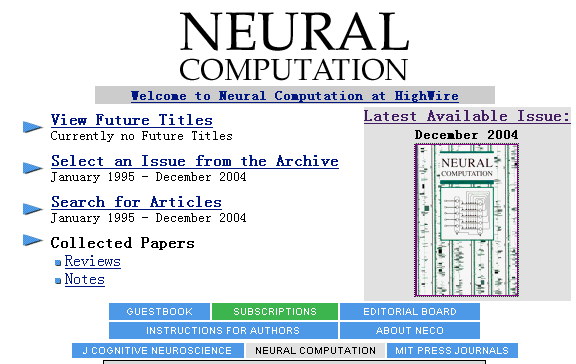 NEURAL
COMPUTATION
Welcome to Neural Computation at HighWire
View Future Titles
Currently no Future Titles
Select an Issue from the Archive
January 1995 - December 2004
Search for Articles
January 1995 - December 2004
Collected Papers
Reviews
Notes
Latest Available Issue:
December 2004
NEURAL
COMPUTATION
GUESTBOOK
SUBSCRIPTIONS
EDITORIAL BOARD
INSTRUCTIONS FOR AUTHORS
ABOUT NECO
J COGNITIVE NEUROSCIENCE
NEURAL COMPUTATION
MIT PRESS JOURNALS